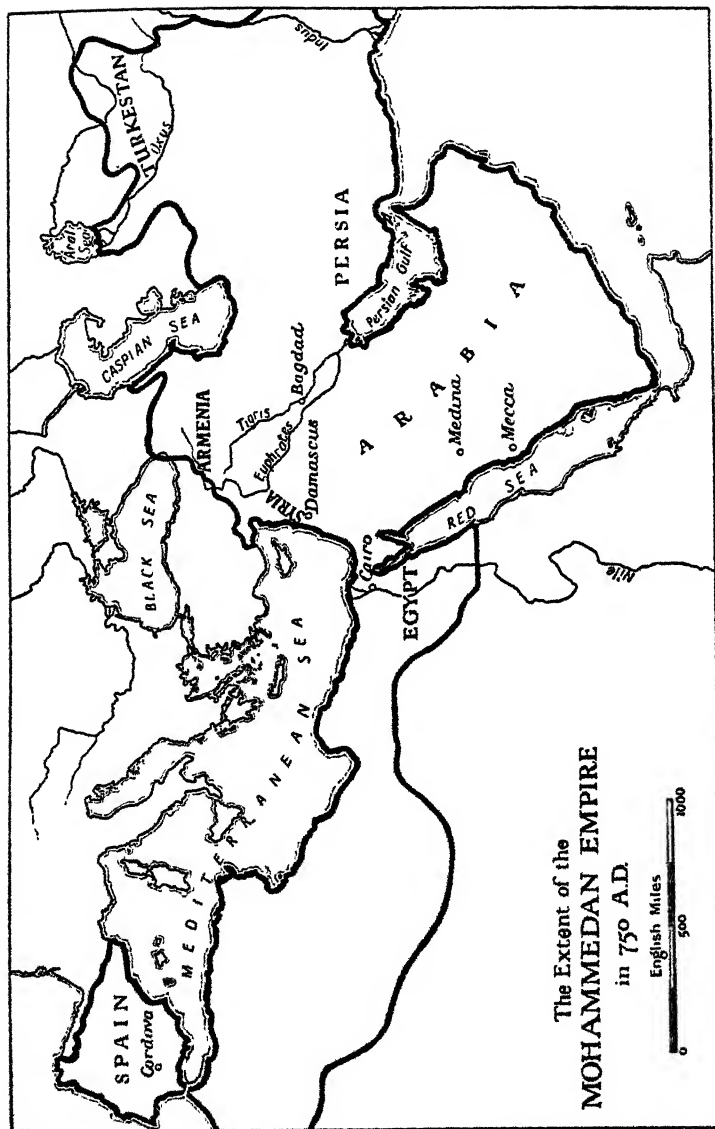 Indus
TURKESTAN
Oxus
Aral
Sea
CASPIAN SEA
PERSIA
Persian Gulf
ARMENIA
Tigris
Bagdad
Euphrates
SYRIA
Damascus
ARABIA
Medina
Mecca
BLACK SEA
RED SEA
Cairo
EGYPT
Nile
MEDITERRANEAN SEA
SPAIN
Cordova
The Extent of the
MOHAMMEDAN EMPIRE
in 750 A.D.
English Miles
0 500 1000